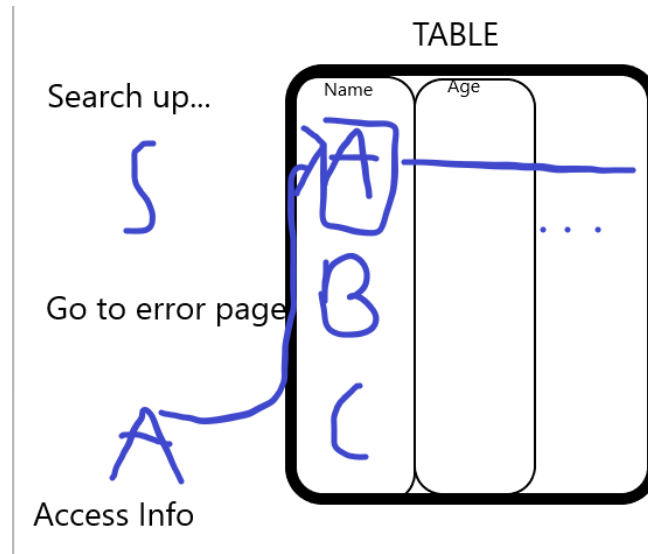 TABLE
Search up...
Name
Age
S
A
...
B
Go to error page
A
C
Access Info